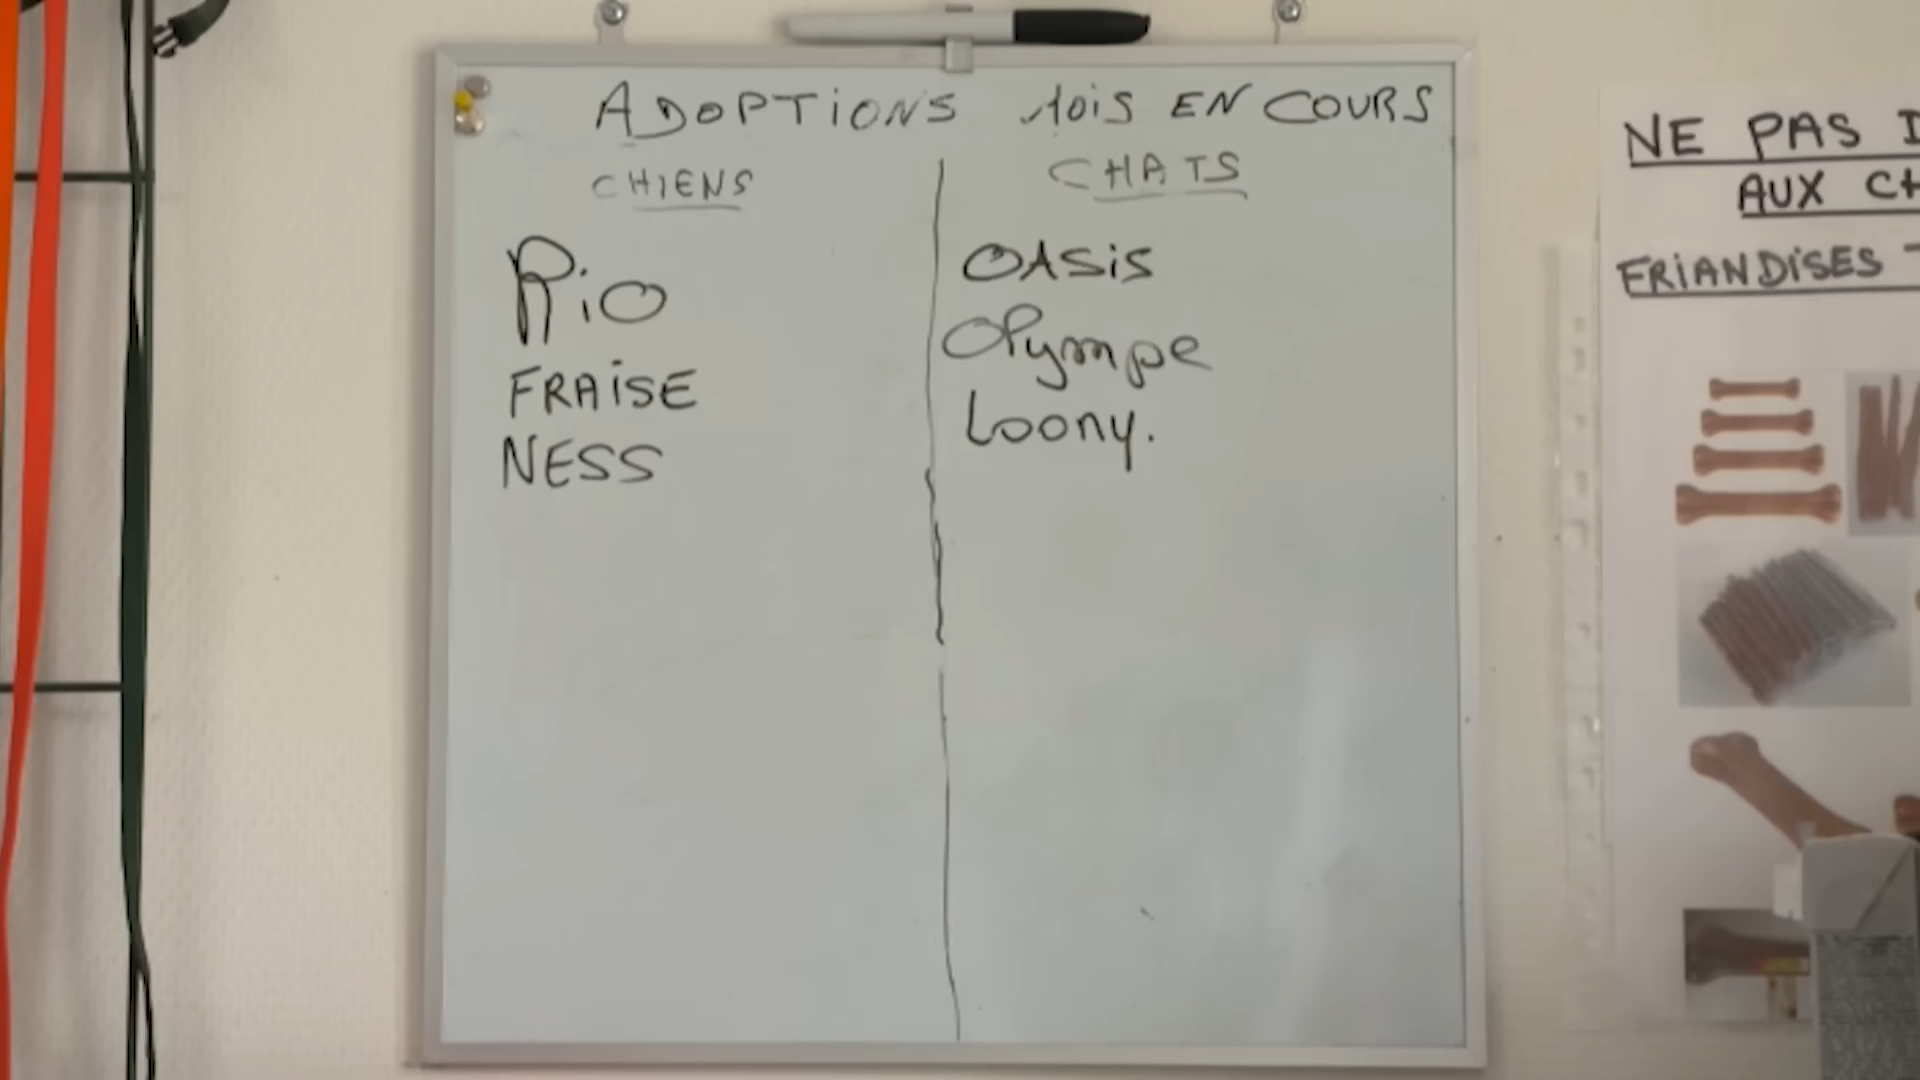 ADOPTIONS MOIS EN COURS
CHIENS
RIO
FRAISE
NESS
CHATS
OASIS
Olympe
Loony.
NE PAS
AUX
FRIANDISES